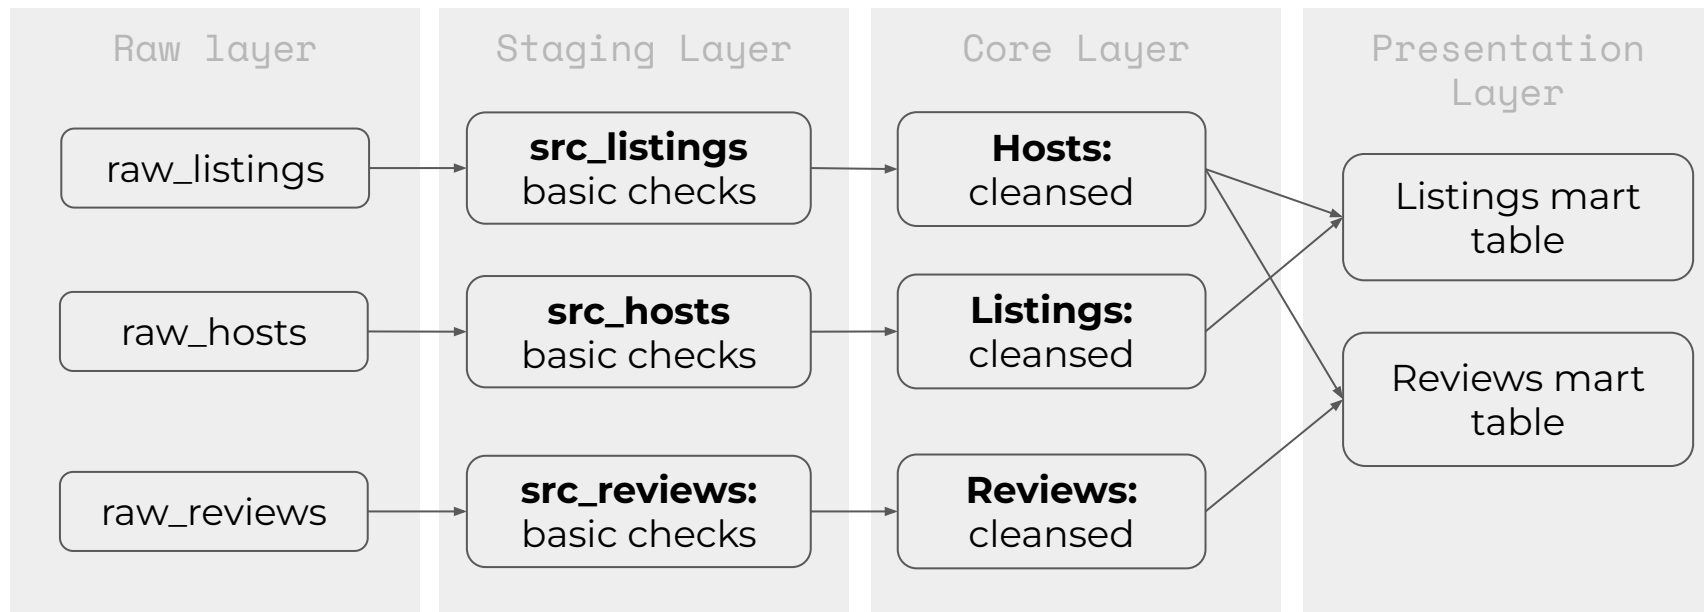 Raw layer
raw_listings
raw_hosts
raw_reviews
Staging Layer
src_listings
basic checks
src_hosts
basic checks
src_reviews:
basic checks
Core Layer
Hosts:
cleansed
Listings:
cleansed
Reviews:
cleansed
Presentation
Layer
Listings mart
table
Reviews mart
table